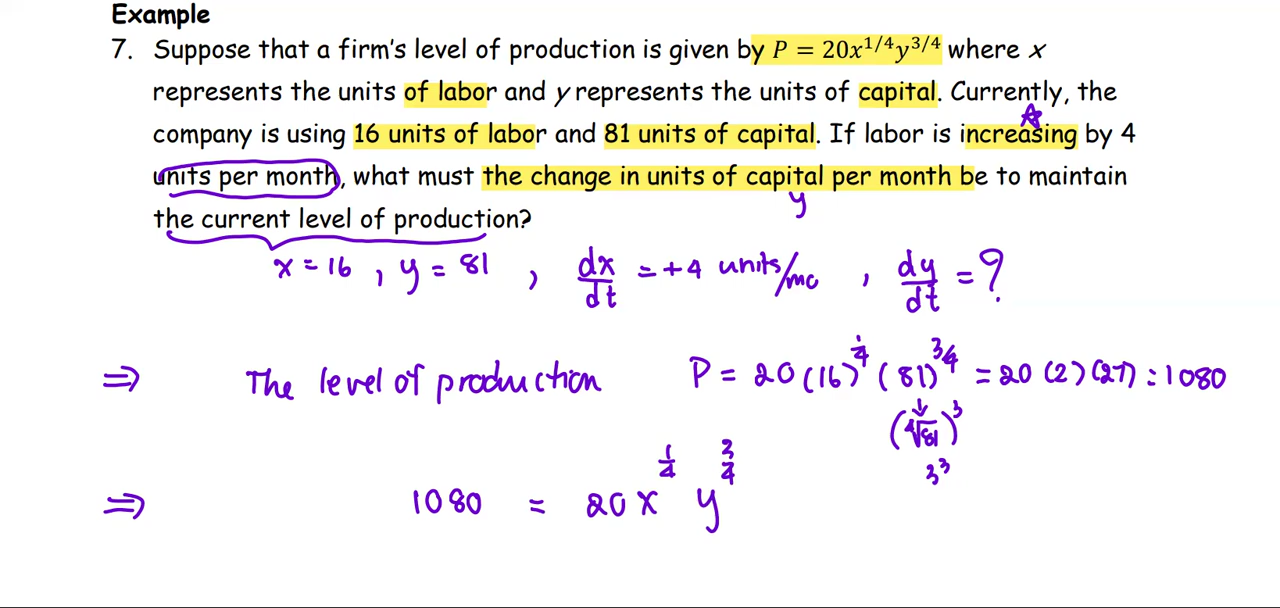 Example
7. Suppose that a firm's level of production is given by P = 20x^{1/4}y^{3/4} where x
represents the units of labor and y represents the units of capital. Currently, the
company is using 16 units of labor and 81 units of capital. If labor is increasing by 4
units per month, what must the change in units of capital per month be to maintain
y
the current level of production?
x = 16 , y = 81 , dx/dt = +4 units/mo , dy/dt = ?
⇒ The level of production P = 20 (16)^{1/4} (81)^{3/4} = 20 (2) (27) = 1080
(∜81)^3
3^3
⇒ 1080 = 20 x^{1/4} y^{3/4}